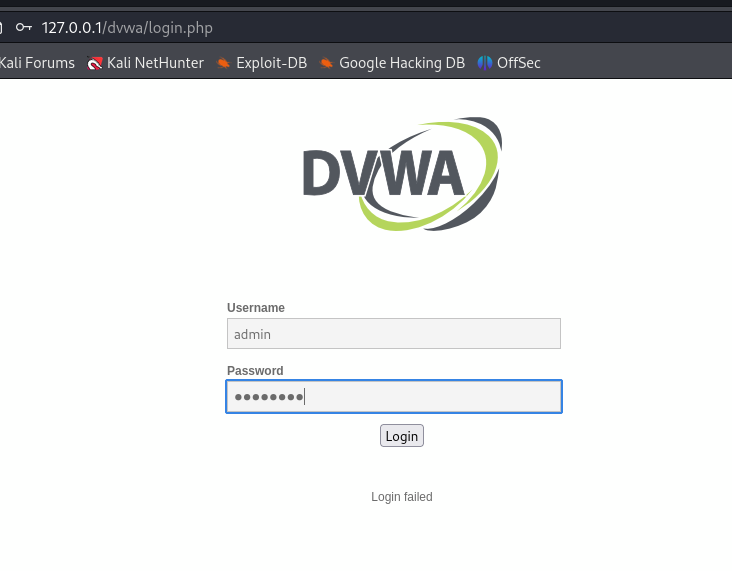 127.0.0.1/dvwa/login.php
Kali Forums Kali NetHunter Exploit-DB Google Hacking DB OffSec
DVWA
Username
admin
Password
●●●●●●●●
Login
Login failed